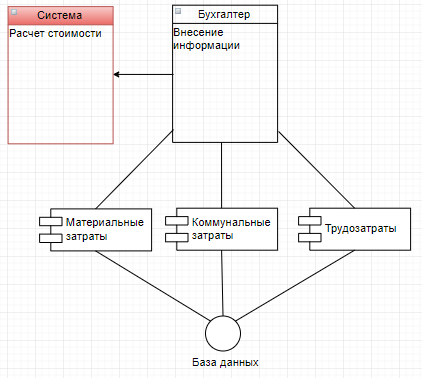 Система
Расчет стоимости
Бухгалтер
Внесение
информации
Материальные
затраты
Коммунальные
затраты
Трудозатраты
База данных